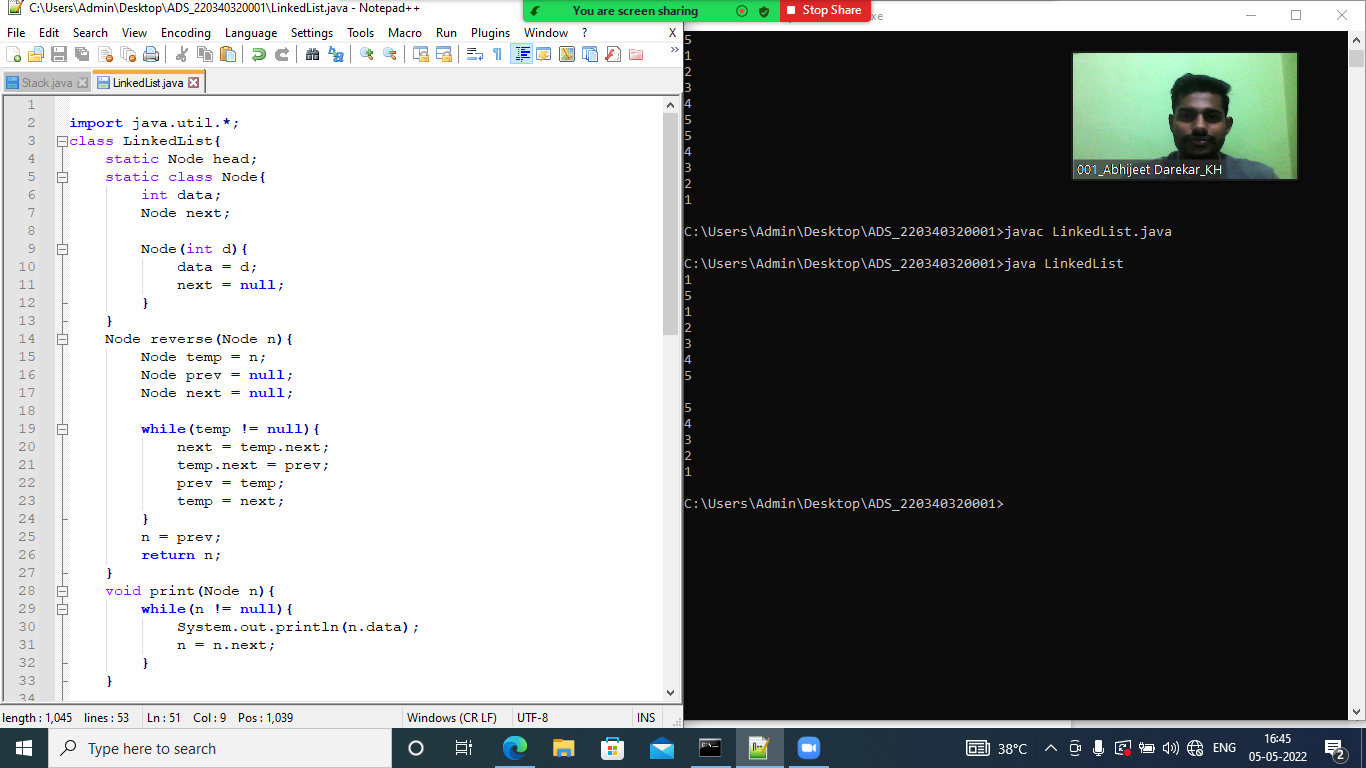 C:\Users\Admin\Desktop\ADS_220340320001\LinkedList.java - Notepad++
You are screen sharing
Stop Share
File Edit Search View Encoding Language Settings Tools Macro Run Plugins Window ? X
Stack.java LinkedList.java
1
2 import java.util.*;
3 class LinkedList{
4 static Node head;
5 static class Node{
6 int data;
7 Node next;
8
9 Node(int d){
10 data = d;
11 next = null;
12 }
13 }
14 Node reverse(Node n){
15 Node temp = n;
16 Node prev = null;
17 Node next = null;
18
19 while(temp != null){
20 next = temp.next;
21 temp.next = prev;
22 prev = temp;
23 temp = next;
24 }
25 n = prev;
26 return n;
27 }
28 void print(Node n){
29 while(n != null){
30 System.out.println(n.data);
31 n = n.next;
32 }
33 }
34
length : 1,045 lines : 53 Ln : 51 Col : 9 Pos : 1,039 Windows (CR LF) UTF-8 INS
5
1
2
3
4
5
5
4
3
2
1
C:\Users\Admin\Desktop\ADS_220340320001>javac LinkedList.java
C:\Users\Admin\Desktop\ADS_220340320001>java LinkedList
1
5
1
2
3
4
5
5
4
3
2
1
C:\Users\Admin\Desktop\ADS_220340320001>
001_Abhijeet Darekar_KH
Type here to search
38°C
ENG
16:45
05-05-2022
2